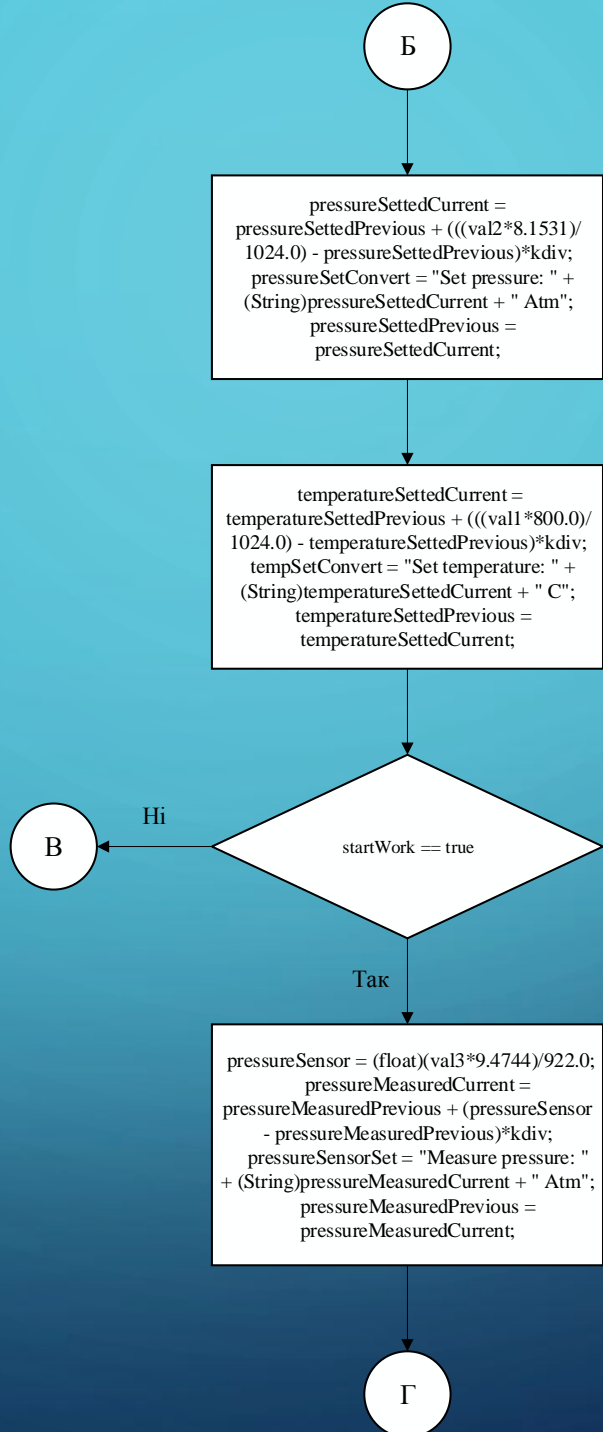 Б
pressureSettedCurrent =
pressureSettedPrevious + (((val2*8.1531)/
1024.0) - pressureSettedPrevious)*kdiv;
pressureSetConvert = "Set pressure: " +
(String)pressureSettedCurrent + " Atm";
pressureSettedPrevious =
pressureSettedCurrent;
temperatureSettedCurrent =
temperatureSettedPrevious + (((val1*800.0)/
1024.0) - temperatureSettedPrevious)*kdiv;
tempSetConvert = "Set temperature: " +
(String)temperatureSettedCurrent + " C";
temperatureSettedPrevious =
temperatureSettedCurrent;
Ні
В
startWork == true
Так
pressureSensor = (float)(val3*9.4744)/922.0;
pressureMeasuredCurrent =
pressureMeasuredPrevious + (pressureSensor
- pressureMeasuredPrevious)*kdiv;
pressureSensorSet = "Measure pressure: "
+ (String)pressureMeasuredCurrent + " Atm";
pressureMeasuredPrevious =
pressureMeasuredCurrent;
Г